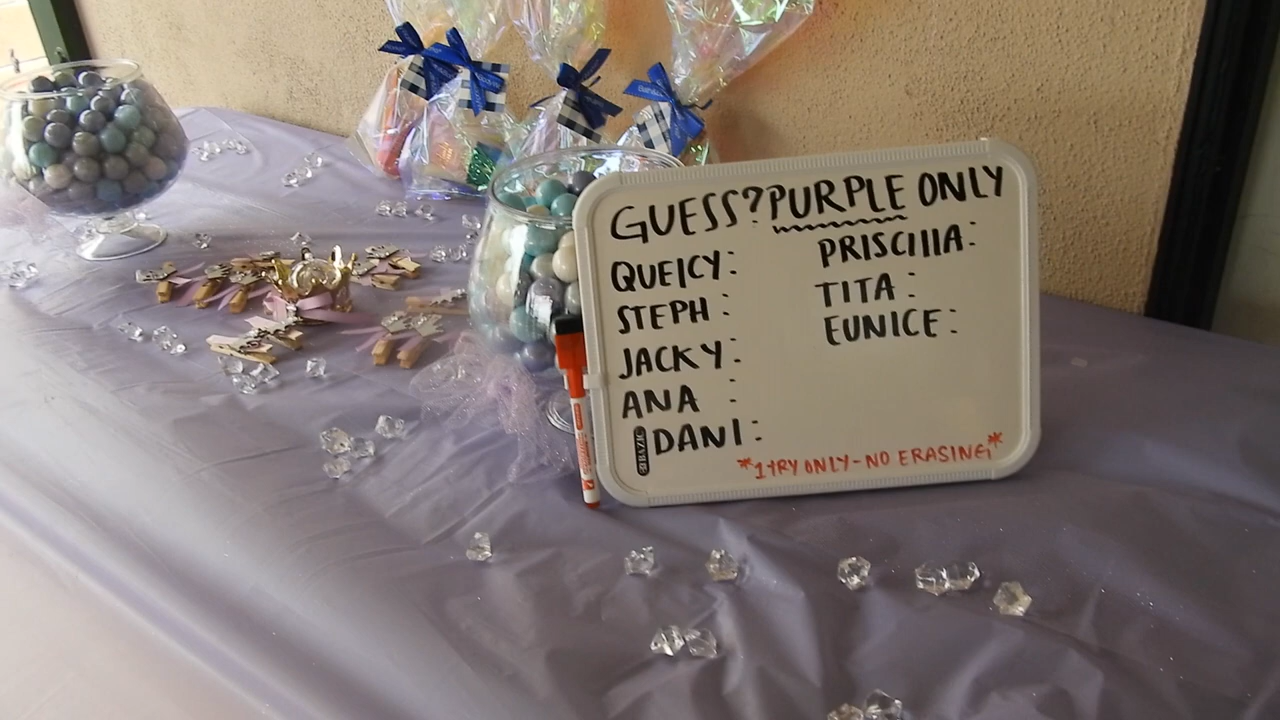 GUESS? PURPLE ONLY
QUEICY:
STEPH:
JACKY:
ANA :
DANI:
PRISCIIIA:
TITA:
EUNICE:
*1 TRY ONLY - NO ERASING*
BAZIC